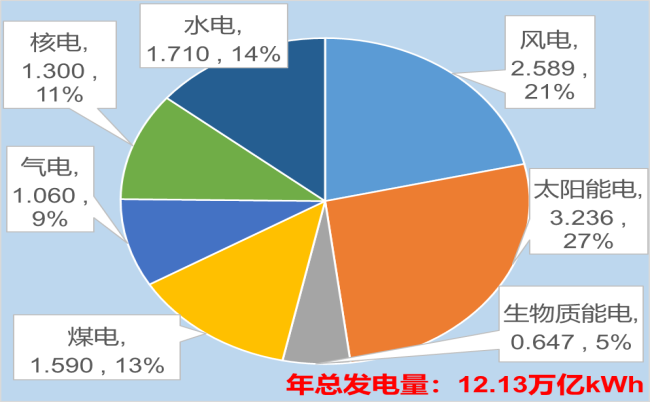 水电,
1.710 , 14%
风电,
2.589 ,
21%
核电,
1.300 ,
11%
气电,
1.060 ,
9%
太阳能电,
3.236 ,
27%
生物质能电,
0.647 , 5%
煤电,
1.590 , 13%
年总发电量：12.13万亿kWh